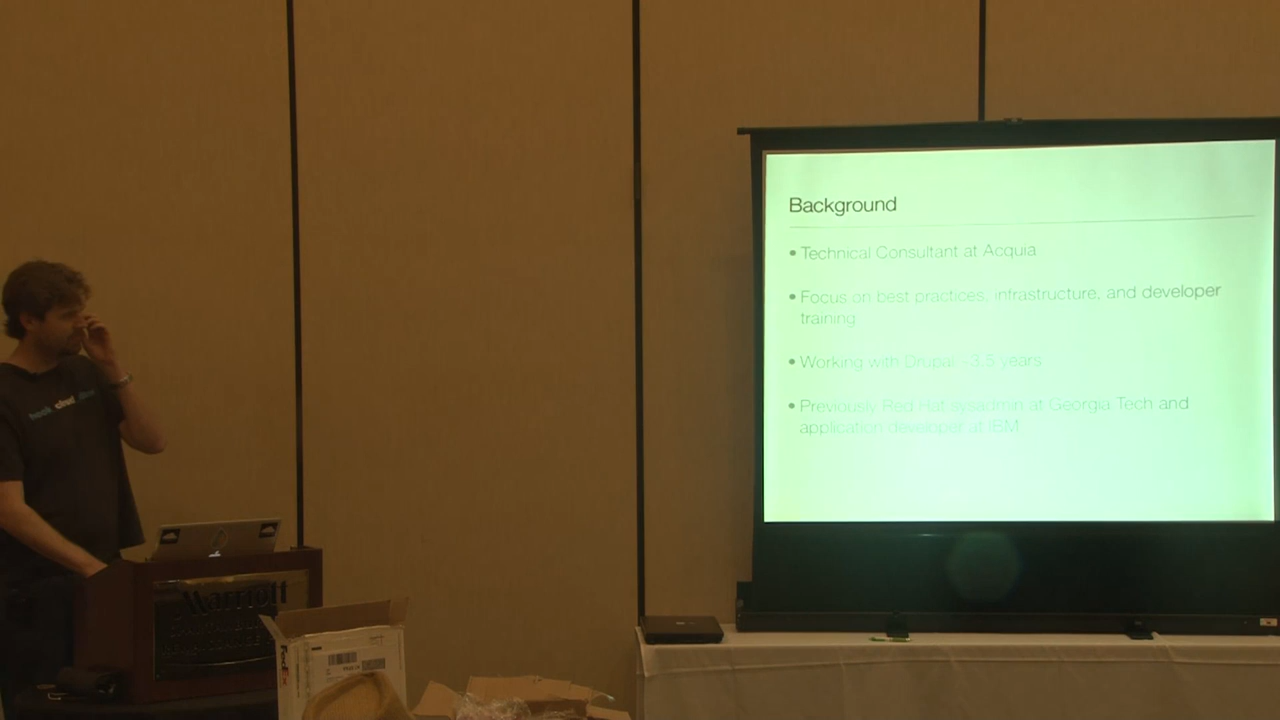 Background
• Technical Consultant at Acquia
• Focus on best practices, infrastructure, and developer
training
• Working with Drupal ~3.5 years
• Previously Red Hat sysadmin at Georgia Tech and
application developer at IBM
Marriott
FedEx